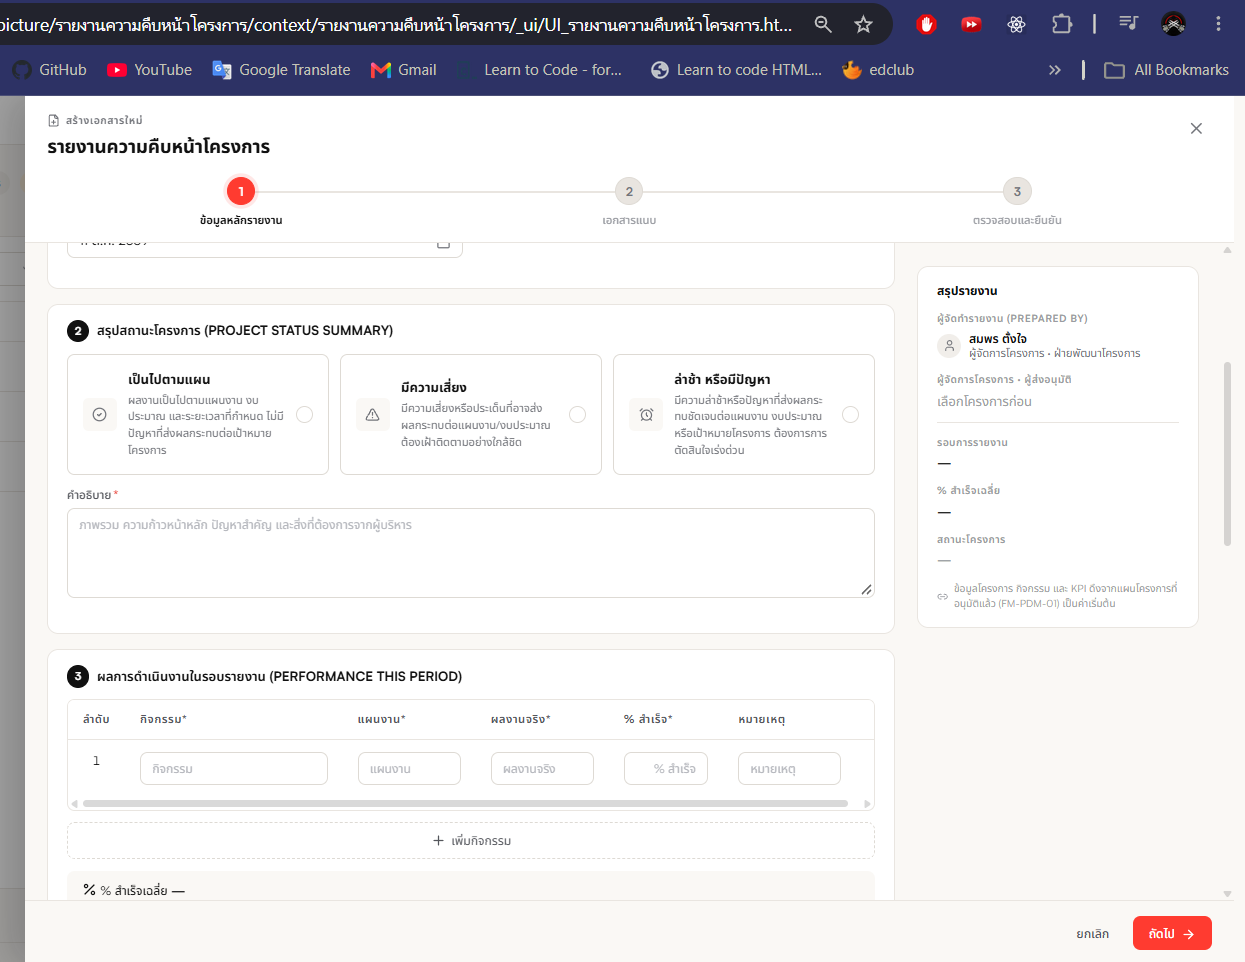 picture/รายงานความคืบหน้าโครงการ/context/รายงานความคืบหน้าโครงการ/_ui/UI_รายงานความคืบหน้าโครงการ.ht...
GitHub
YouTube
Google Translate
Gmail
Learn to Code - for...
Learn to code HTML...
edclub
All Bookmarks
สร้างเอกสารใหม่
รายงานความคืบหน้าโครงการ
1
2
3
ข้อมูลหลักรายงาน
เอกสารแนบ
ตรวจสอบและยืนยัน
2 สรุปสถานะโครงการ (PROJECT STATUS SUMMARY)
เป็นไปตามแผน
ผลงานเป็นไปตามแผนงาน งบ
ประมาณ และระยะเวลาที่กำหนด ไม่มี
ปัญหาที่ส่งผลกระทบต่อเป้าหมาย
โครงการ
มีความเสี่ยง
มีความเสี่ยงหรือประเด็นที่อาจส่ง
ผลกระทบต่อแผนงาน/งบประมาณ
ต้องเฝ้าติดตามอย่างใกล้ชิด
ล่าช้า หรือมีปัญหา
มีความล่าช้าหรือปัญหาที่ส่งผลกระ
ทบชัดเจนต่อแผนงาน งบประมาณ
หรือเป้าหมายโครงการ ต้องการการ
ตัดสินใจเร่งด่วน
คำอธิบาย *
ภาพรวม ความก้าวหน้าหลัก ปัญหาสำคัญ และสิ่งที่ต้องการจากผู้บริหาร
3 ผลการดำเนินงานในรอบรายงาน (PERFORMANCE THIS PERIOD)
ลำดับ กิจกรรม* แผนงาน* ผลงานจริง* % สำเร็จ* หมายเหตุ
1 กิจกรรม แผนงาน ผลงานจริง % สำเร็จ หมายเหตุ
+ เพิ่มกิจกรรม
% % สำเร็จเฉลี่ย —
สรุปรายงาน
ผู้จัดทำรายงาน (PREPARED BY)
สมพร ตั้งใจ
ผู้จัดการโครงการ • ฝ่ายพัฒนาโครงการ
ผู้จัดการโครงการ • ผู้ส่งอนุมัติ
เลือกโครงการก่อน
รอบการรายงาน
—
% สำเร็จเฉลี่ย
—
สถานะโครงการ
—
ข้อมูลโครงการ กิจกรรม และ KPI ดึงจากแผนโครงการที่
อนุมัติแล้ว (FM-PDM-01) เป็นค่าเริ่มต้น
ยกเลิก
ถัดไป →